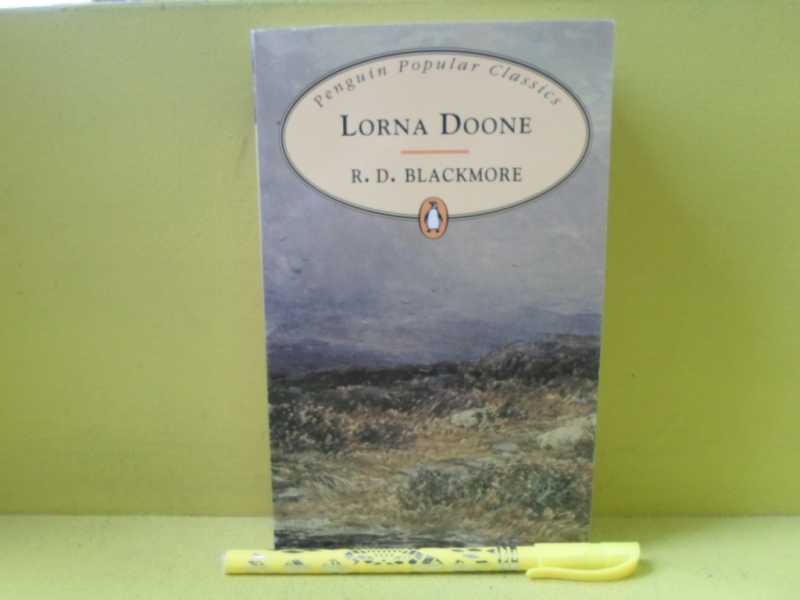 Penguin Popular Classics
LORNA DOONE
R. D. BLACKMORE